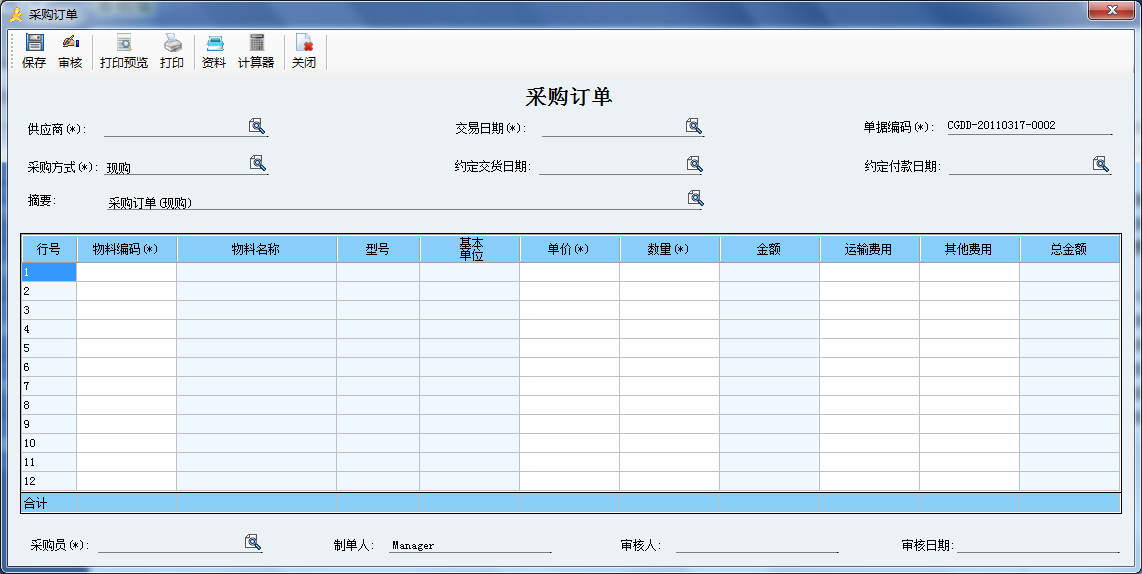 采购订单
保存 审核 打印预览 打印 资料 计算器 关闭
采购订单
供应商(*): 交易日期(*): 单据编码(*): CGDD-20110317-0002
采购方式(*): 现购 约定交货日期: 约定付款日期:
摘要: 采购订单(现购)
行号 物料编码(*) 物料名称 型号 基本单位 单价(*) 数量(*) 金额 运输费用 其他费用 总金额
1
2
3
4
5
6
7
8
9
10
11
12
合计
采购员(*): 制单人: Manager 审核人: 审核日期: